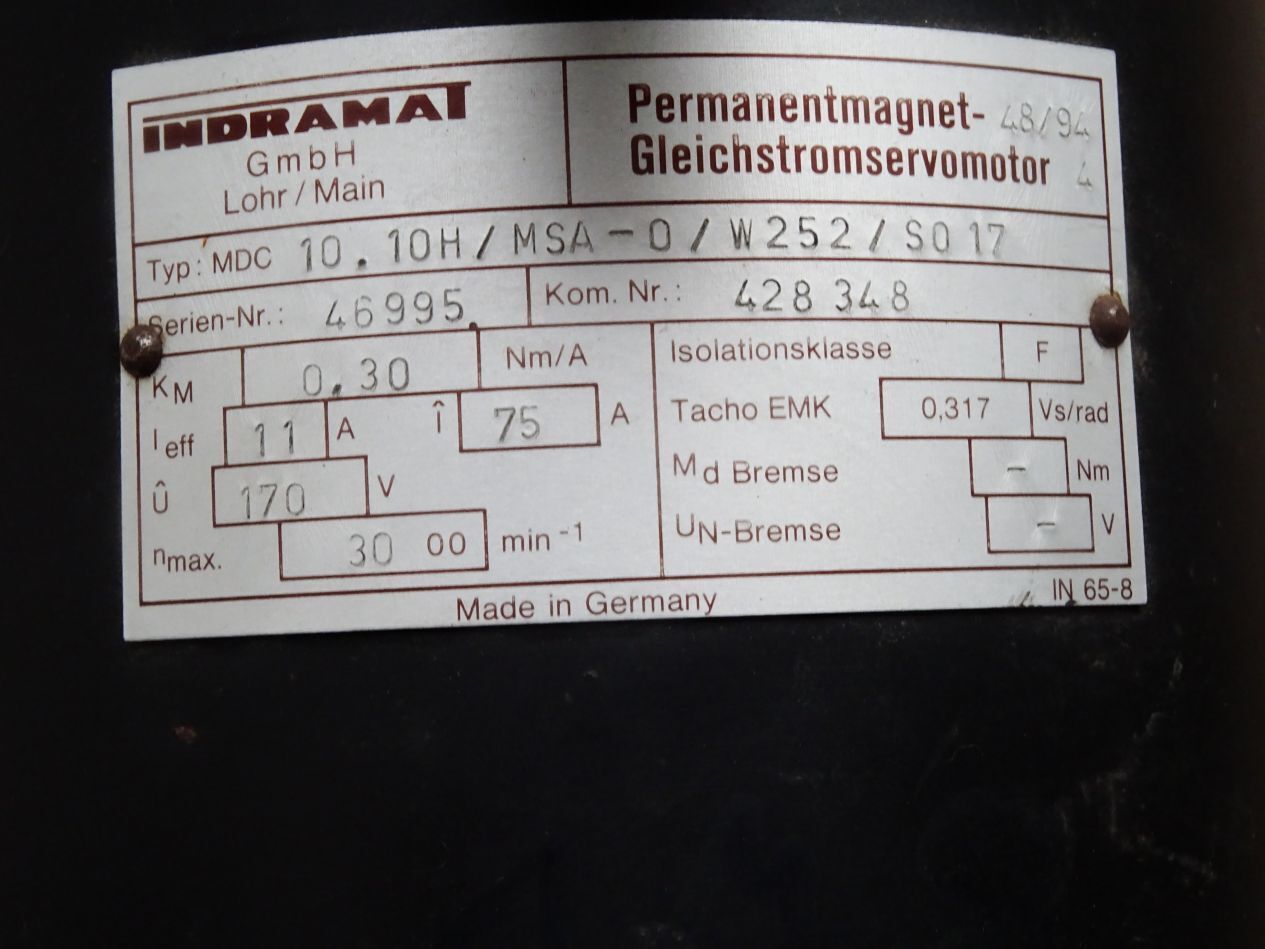 INDRAMAT
GmbH
Lohr / Main
Permanentmagnet- 48/94
Gleichstromservomotor 4
Typ: MDC 10.10H/MSA-0/W252/S017
Serien-Nr.: 46995. Kom. Nr.: 428 348
KM 0.30 Nm/A
Ieff 11 A Î 75 A
Û 170 V
nmax. 30 00 min -1
Isolationsklasse F
Tacho EMK 0,317 Vs/rad
Md Bremse - Nm
UN-Bremse - V
Made in Germany
IN 65-8